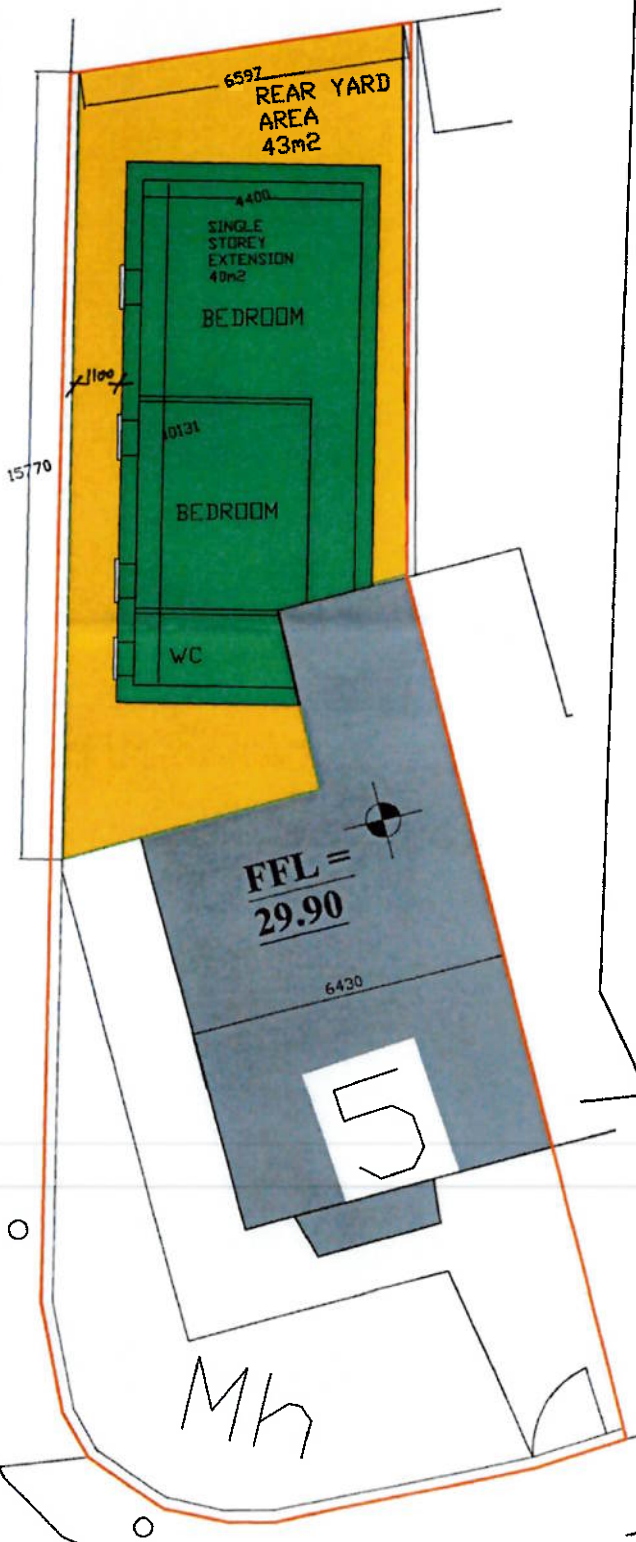 6597
REAR YARD
AREA
43m2
4400
SINGLE
STOREY
EXTENSION
40m2
BEDROOM
1100
10131
15770
BEDROOM
WC
FFL =
29.90
6430
5
Mh